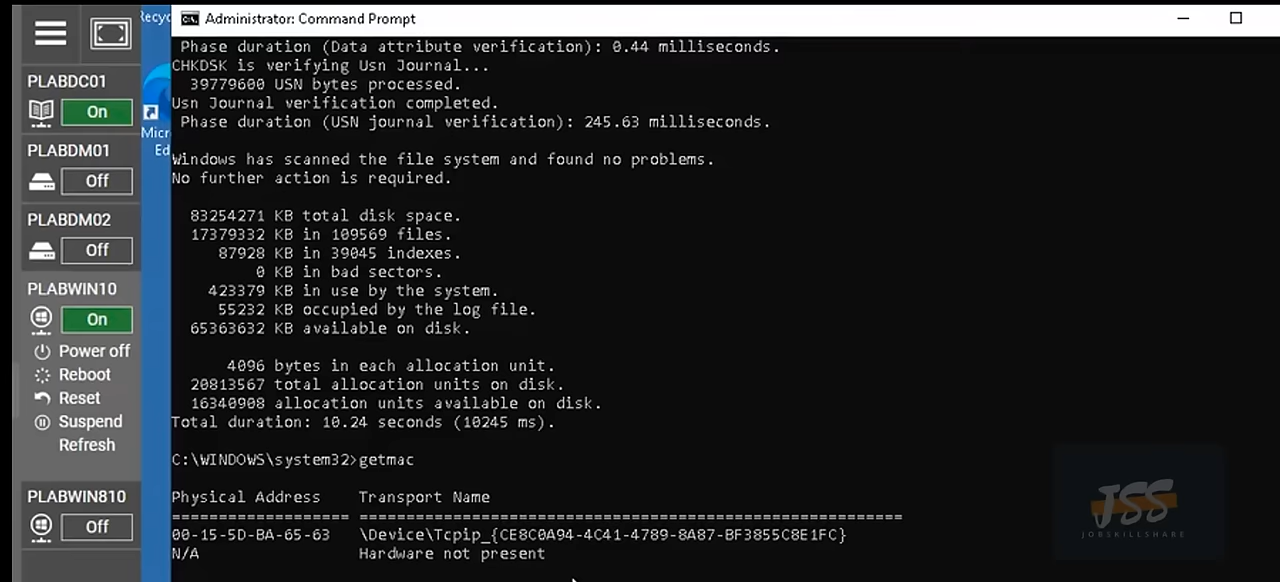 Recyc
Administrator: Command Prompt
PLABDC01
On
PLABDM01
Off
PLABDM02
Off
PLABWIN10
On
Power off
Reboot
Reset
Suspend
Refresh
PLABWIN810
Off
Micr
Ed
Phase duration (Data attribute verification): 0.44 milliseconds.
CHKDSK is verifying Usn Journal...
39779600 USN bytes processed.
Usn Journal verification completed.
Phase duration (USN journal verification): 245.63 milliseconds.
Windows has scanned the file system and found no problems.
No further action is required.
83254271 KB total disk space.
17379332 KB in 109569 files.
87928 KB in 39045 indexes.
0 KB in bad sectors.
423379 KB in use by the system.
55232 KB occupied by the log file.
65363632 KB available on disk.
4096 bytes in each allocation unit.
20813567 total allocation units on disk.
16340908 allocation units available on disk.
Total duration: 10.24 seconds (10245 ms).
C:\WINDOWS\system32>getmac
Physical Address Transport Name
=================== ==========================================================
00-15-5D-BA-65-63 \Device\Tcpip_{CE8C0A94-4C41-4789-8A87-BF3855C8E1FC}
N/A Hardware not present
JSS
JOBSKILLSHARE